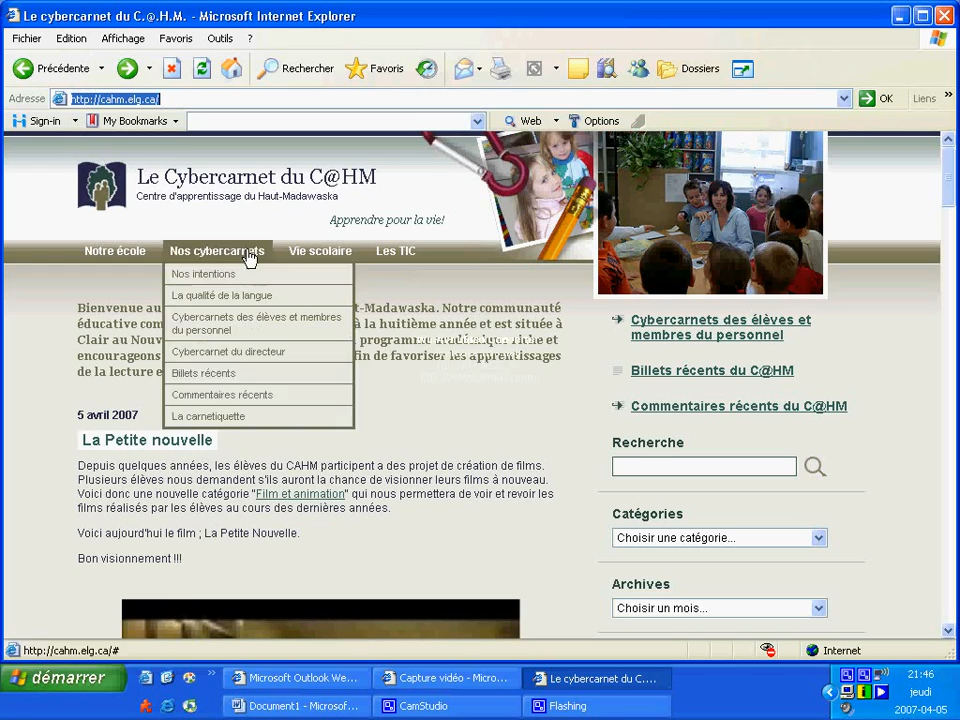 Le cybercarnet du C.@.H.M. - Microsoft Internet Explorer
Fichier Edition Affichage Favoris Outils ?
Précédente Rechercher Favoris Dossiers
Adresse http://cahm.elg.ca/ OK Liens »
Sign-in My Bookmarks Web Options
Le Cybercarnet du C@HM
Centre d'apprentissage du Haut-Madawaska
Apprendre pour la vie!
Notre école Nos cybercarnets Vie scolaire Les TIC
Nos intentions
La qualité de la langue
Cybercarnets des élèves et membres
du personnel
Cybercarnet du directeur
Billets récents
Commentaires récents
La carnetiquette
Bienvenue au t-Madawaska. Notre communauté
éducative com à la huitième année et est située à
Clair au Nouv programm
encourageons fin de favoriser les apprentissages
de la lecture e
5 avril 2007
La Petite nouvelle
Depuis quelques années, les élèves du CAHM participent a des projet de création de films.
Plusieurs élèves nous demandent s'ils auront la chance de visionner leurs films à nouveau.
Voici donc une nouvelle catégorie "Film et animation" qui nous permettera de voir et revoir les
films réalisés par les élèves au cours des dernières années.
Voici aujourd'hui le film ; La Petite Nouvelle.
Bon visionnement !!!
Cybercarnets des élèves et
membres du personnel
Billets récents du C@HM
Commentaires récents du C@HM
Recherche
Catégories
Choisir une catégorie...
Archives
Choisir un mois...
http://cahm.elg.ca/# Internet
démarrer » Microsoft Outlook We... Capture vidéo - Micro... Le cybercarnet du C.... 21:46
jeudi
Document1 - Microsof... CamStudio Flashing 2007-04-05